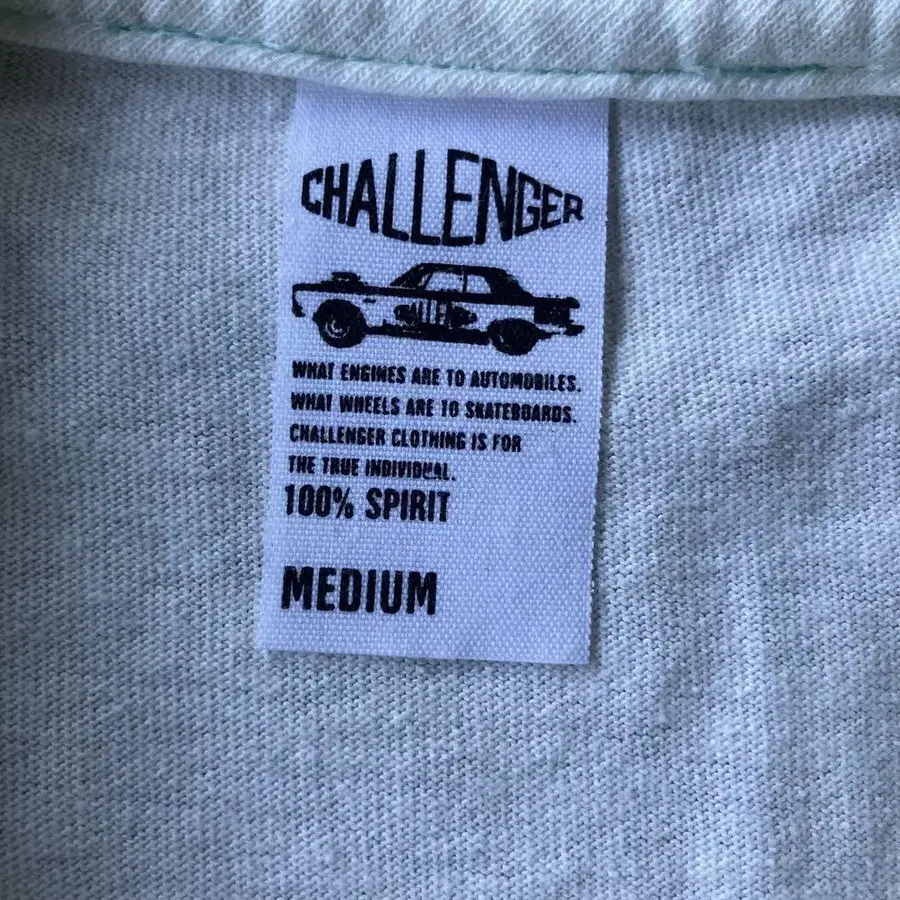 CHALLENGER
WHAT ENGINES ARE TO AUTOMOBILES.
WHAT WHEELS ARE TO SKATEBOARDS.
CHALLENGER CLOTHING IS FOR
THE TRUE INDIVIDUAL.
100% SPIRIT
MEDIUM